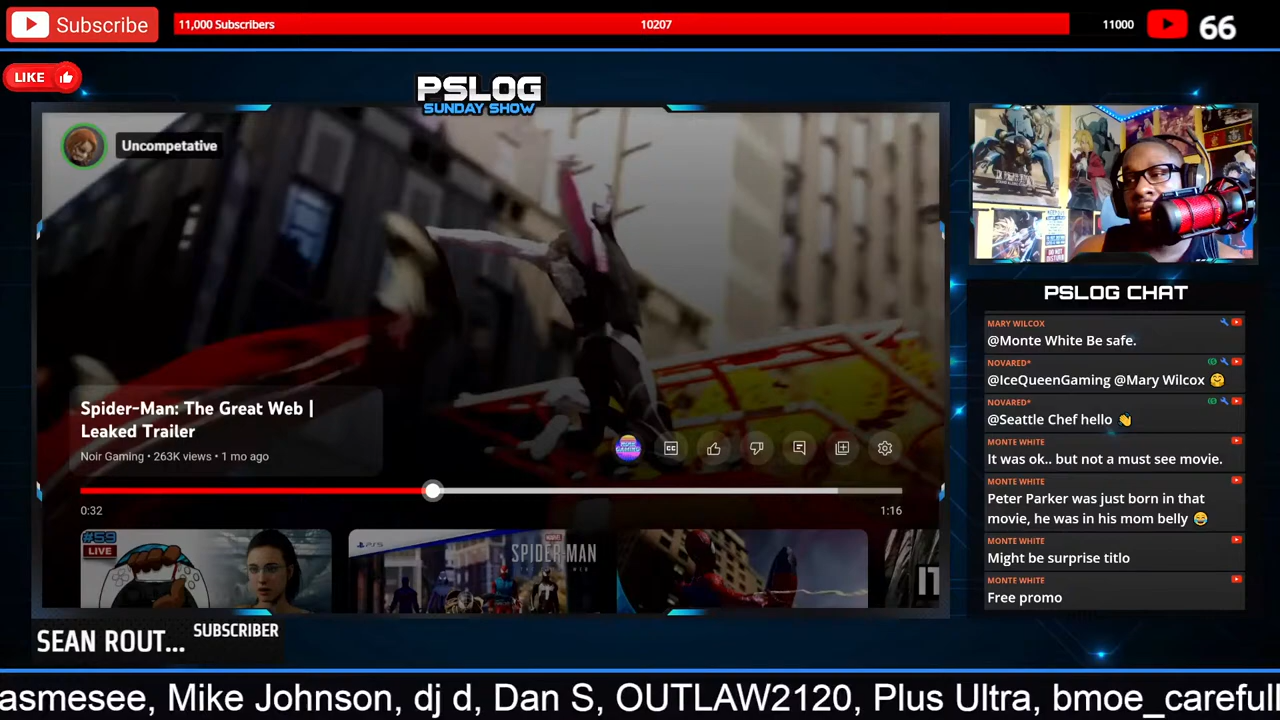 Subscribe
11,000 Subscribers
10207
11000
66
LIKE
PSLOG
SUNDAY SHOW
Uncompetative
Spider-Man: The Great Web |
Leaked Trailer
Noir Gaming • 263K views • 1 mo ago
CC
0:32
1:16
#59
LIVE
PS5
SPIDER-MAN
PSLOG CHAT
MARY WILCOX
@Monte White Be safe.
NOVARED*
@IceQueenGaming @Mary Wilcox 🤗
NOVARED*
@Seattle Chef hello 👋
MONTE WHITE
It was ok.. but not a must see movie.
MONTE WHITE
Peter Parker was just born in that
movie, he was in his mom belly 😂
MONTE WHITE
Might be surprise titlo
MONTE WHITE
Free promo
SEAN ROUT...
SUBSCRIBER
asmesee, Mike Johnson, dj d, Dan S, OUTLAW2120, Plus Ultra, bmoe_carefull